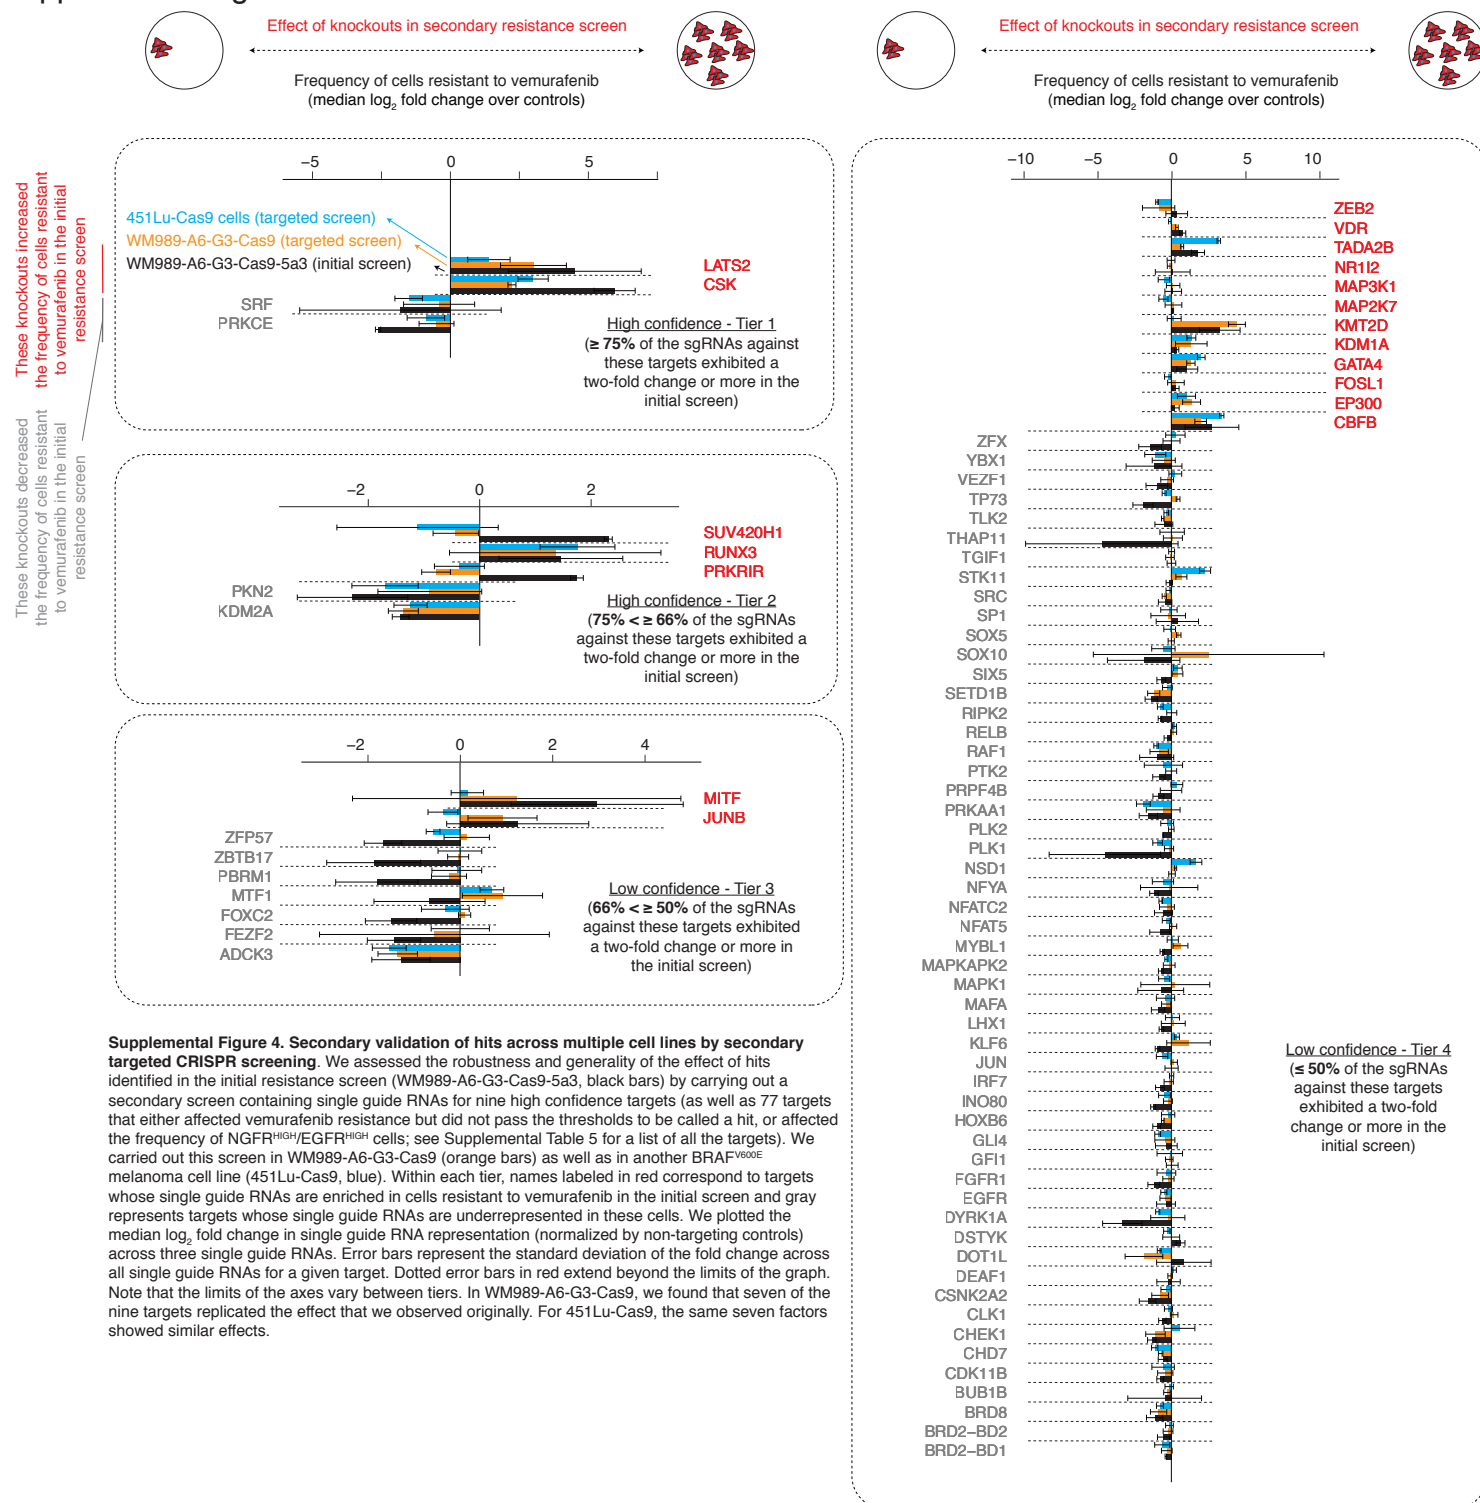 Effect of knockouts in secondary resistance screen
Frequency of cells resistant to vemurafenib
(median log2 fold change over controls)
Effect of knockouts in secondary resistance screen
Frequency of cells resistant to vemurafenib
(median log2 fold change over controls)
These knockouts increased
the frequency of cells resistant
to vemurafenib in the initial
resistance screen
These knockouts decreased
the frequency of cells resistant
to vemurafenib in the initial
resistance screen
−5 0 5
451Lu-Cas9 cells (targeted screen)
WM989-A6-G3-Cas9 (targeted screen)
WM989-A6-G3-Cas9-5a3 (initial screen)
LATS2
CSK
SRF
PRKCE
High confidence - Tier 1
(≥ 75% of the sgRNAs against
these targets exhibited a
two-fold change or more in the
initial screen)
−2 0 2
SUV420H1
RUNX3
PRKRIR
PKN2
KDM2A
High confidence - Tier 2
(75% < ≥ 66% of the sgRNAs
against these targets exhibited a
two-fold change or more in the
initial screen)
−2 0 2 4
MITF
JUNB
ZFP57
ZBTB17
PBRM1
MTF1
FOXC2
FEZF2
ADCK3
Low confidence - Tier 3
(66% < ≥ 50% of the sgRNAs
against these targets exhibited
a two-fold change or more in
the initial screen)
−10 −5 0 5 10
ZEB2
VDR
TADA2B
NR1I2
MAP3K1
MAP2K7
KMT2D
KDM1A
GATA4
FOSL1
EP300
CBFB
ZFX
YBX1
VEZF1
TP73
TLK2
THAP11
TGIF1
STK11
SRC
SP1
SOX5
SOX10
SIX5
SETD1B
RIPK2
RELB
RAF1
PTK2
PRPF4B
PRKAA1
PLK2
PLK1
NSD1
NFYA
NFATC2
NFAT5
MYBL1
MAPKAPK2
MAPK1
MAFA
LHX1
KLF6
JUN
IRF7
INO80
HOXB6
GLI4
GFI1
FGFR1
EGFR
DYRK1A
DSTYK
DOT1L
DEAF1
CSNK2A2
CLK1
CHEK1
CHD7
CDK11B
BUB1B
BRD8
BRD2−BD2
BRD2−BD1
Low confidence - Tier 4
(≤ 50% of the sgRNAs
against these targets
exhibited a two-fold
change or more in the
initial screen)
Supplemental Figure 4. Secondary validation of hits across multiple cell lines by secondary
targeted CRISPR screening. We assessed the robustness and generality of the effect of hits
identified in the initial resistance screen (WM989-A6-G3-Cas9-5a3, black bars) by carrying out a
secondary screen containing single guide RNAs for nine high confidence targets (as well as 77 targets
that either affected vemurafenib resistance but did not pass the thresholds to be called a hit, or affected
the frequency of NGFRHIGH/EGFRHIGH cells; see Supplemental Table 5 for a list of all the targets). We
carried out this screen in WM989-A6-G3-Cas9 (orange bars) as well as in another BRAFV600E
melanoma cell line (451Lu-Cas9, blue). Within each tier, names labeled in red correspond to targets
whose single guide RNAs are enriched in cells resistant to vemurafenib in the initial screen and gray
represents targets whose single guide RNAs are underrepresented in these cells. We plotted the
median log2 fold change in single guide RNA representation (normalized by non-targeting controls)
across three single guide RNAs. Error bars represent the standard deviation of the fold change across
all single guide RNAs for a given target. Dotted error bars in red extend beyond the limits of the graph.
Note that the limits of the axes vary between tiers. In WM989-A6-G3-Cas9, we found that seven of the
nine targets replicated the effect that we observed originally. For 451Lu-Cas9, the same seven factors
showed similar effects.